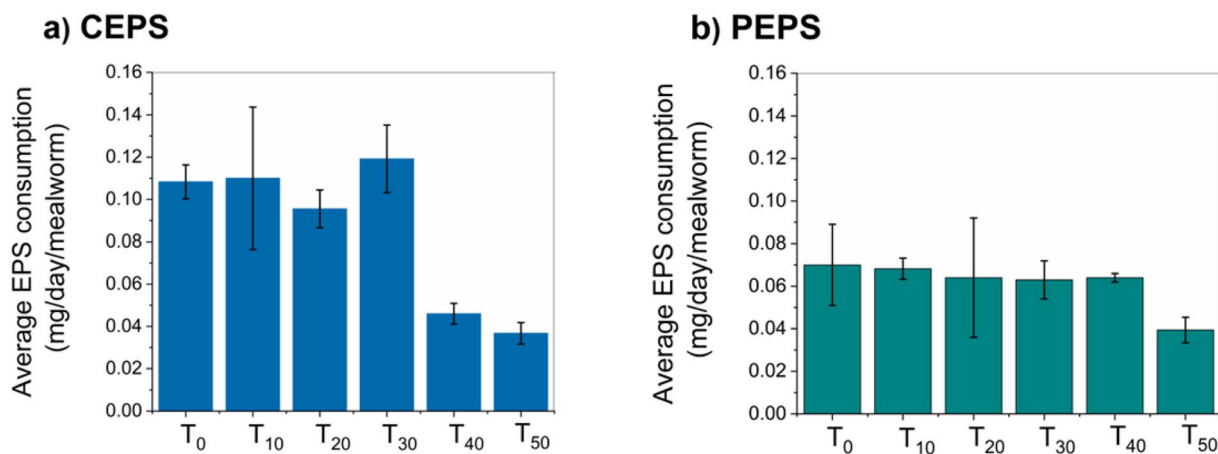 a) CEPS
Average EPS consumption
(mg/day/mealworm)
0.16
0.14
0.12
0.10
0.08
0.06
0.04
0.02
0.00
T₀ T₁₀ T₂₀ T₃₀ T₄₀ T₅₀
b) PEPS
Average EPS consumption
(mg/day/mealworm)
0.16
0.14
0.12
0.10
0.08
0.06
0.04
0.02
0.00
T₀ T₁₀ T₂₀ T₃₀ T₄₀ T₅₀